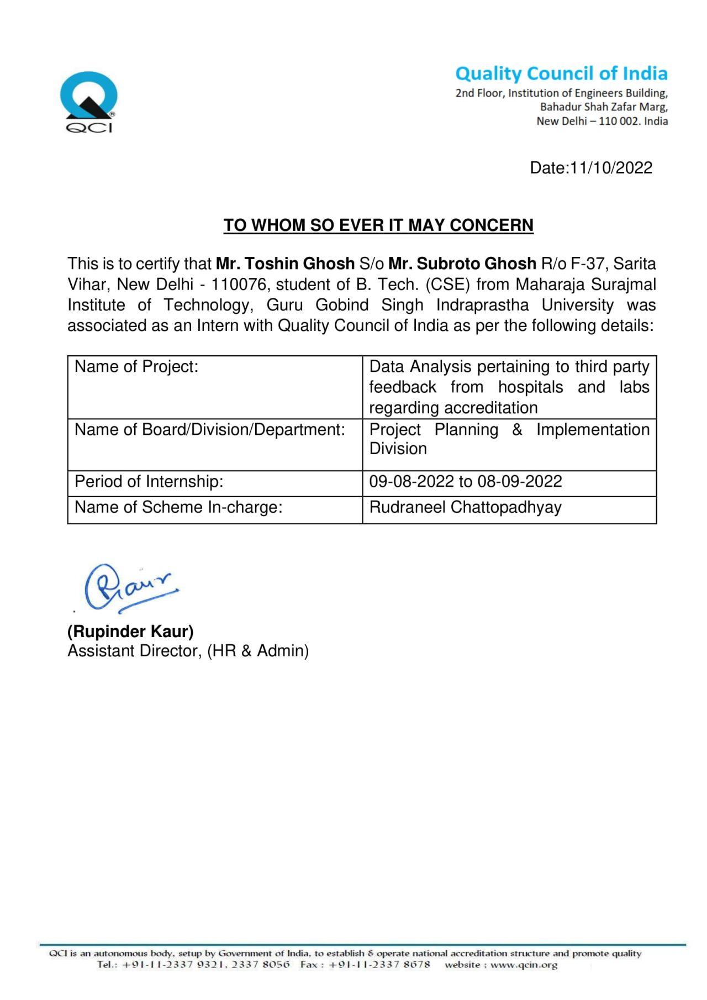 QCI
®
Quality Council of India
2nd Floor, Institution of Engineers Building,
Bahadur Shah Zafar Marg,
New Delhi – 110 002. India
Date:11/10/2022
TO WHOM SO EVER IT MAY CONCERN
This is to certify that Mr. Toshin Ghosh S/o Mr. Subroto Ghosh R/o F-37, Sarita
Vihar, New Delhi - 110076, student of B. Tech. (CSE) from Maharaja Surajmal
Institute of Technology, Guru Gobind Singh Indraprastha University was
associated as an Intern with Quality Council of India as per the following details:
Name of Project:
Data Analysis pertaining to third party
feedback from hospitals and labs
regarding accreditation
Name of Board/Division/Department:
Project Planning & Implementation
Division
Period of Internship:
09-08-2022 to 08-09-2022
Name of Scheme In-charge:
Rudraneel Chattopadhyay
RKaur
(Rupinder Kaur)
Assistant Director, (HR & Admin)
QCI is an autonomous body, setup by Government of India, to establish & operate national accreditation structure and promote quality
Tel.: +91-11-2337 9321, 2337 8056 Fax : +91-11-2337 8678 website : www.qcin.org